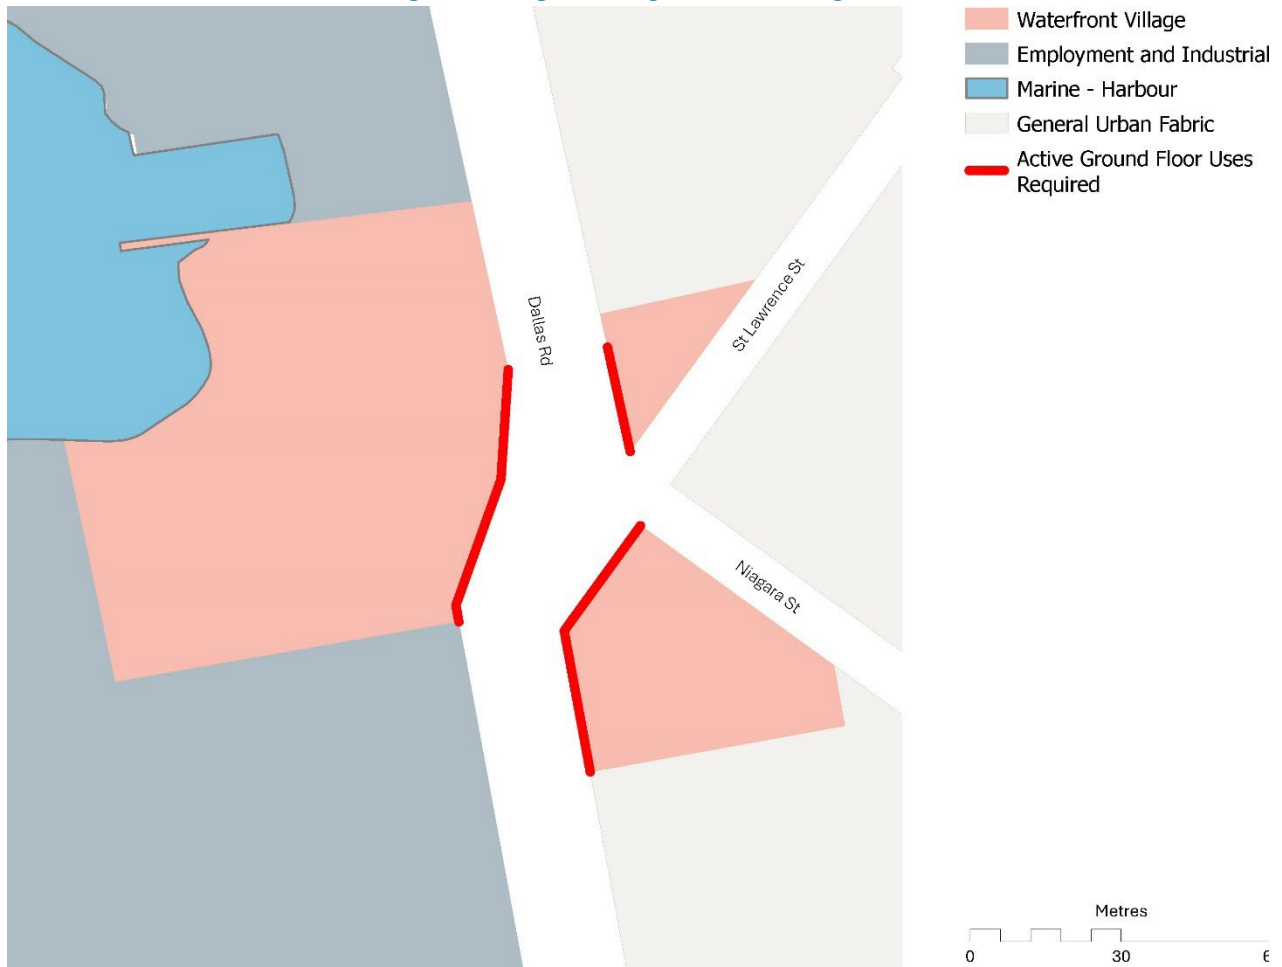 Waterfront Village
Employment and Industrial
Marine - Harbour
General Urban Fabric
Active Ground Floor Uses
Required
Dallas Rd
St Lawrence St
Niagara St
Metres
0 30 6